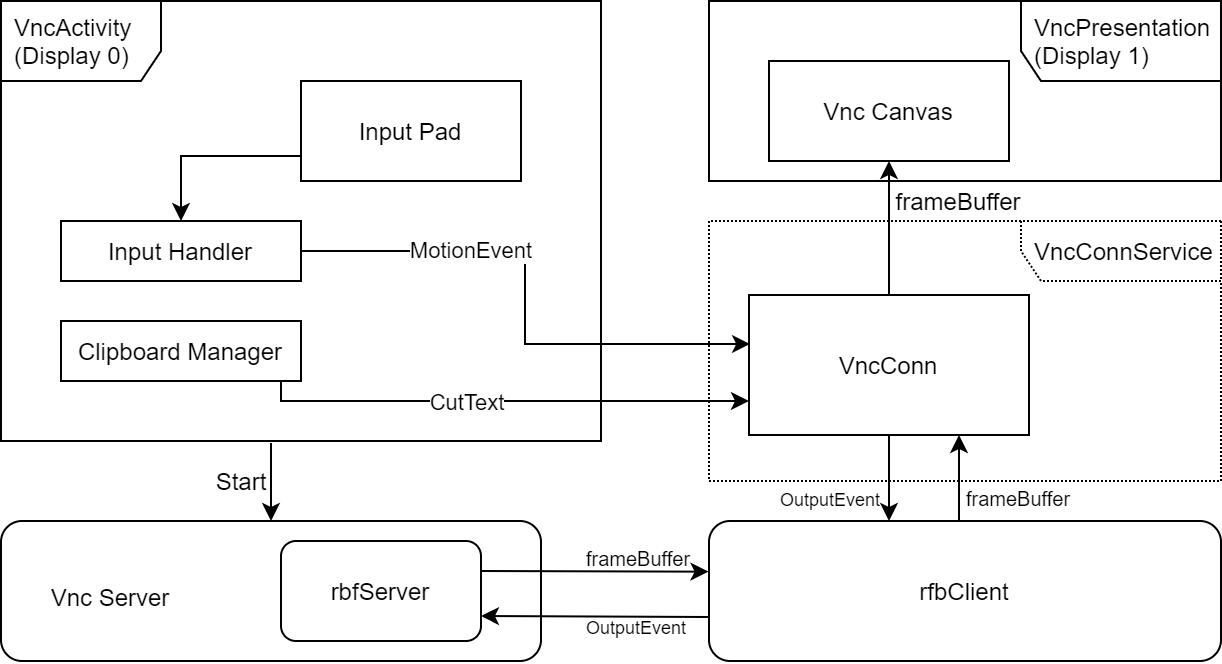 VncActivity
(Display 0)
Input Pad
Input Handler
MotionEvent
Clipboard Manager
CutText
VncPresentation
(Display 1)
Vnc Canvas
frameBuffer
VncConnService
VncConn
Start
OutputEvent
frameBuffer
Vnc Server
rbfServer
frameBuffer
OutputEvent
rfbClient